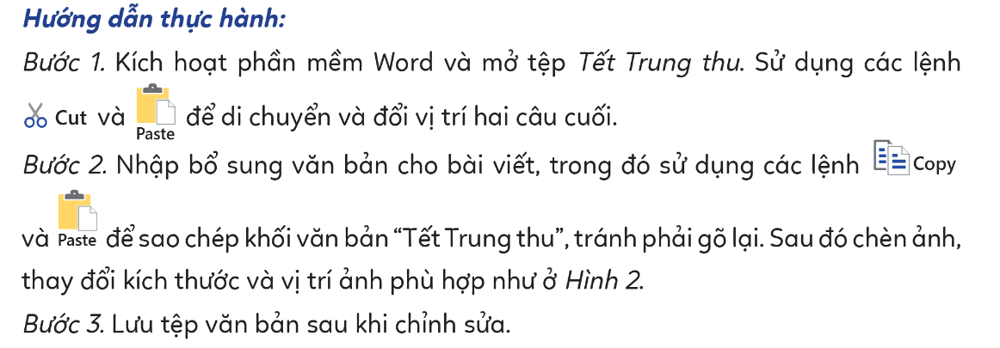 Hướng dẫn thực hành:
Bước 1. Kích hoạt phần mềm Word và mở tệp Tết Trung thu. Sử dụng các lệnh
Cut và Paste để di chuyển và đổi vị trí hai câu cuối.
Bước 2. Nhập bổ sung văn bản cho bài viết, trong đó sử dụng các lệnh Copy
và Paste để sao chép khối văn bản “Tết Trung thu”, tránh phải gõ lại. Sau đó chèn ảnh,
thay đổi kích thước và vị trí ảnh phù hợp như ở Hình 2.
Bước 3. Lưu tệp văn bản sau khi chỉnh sửa.